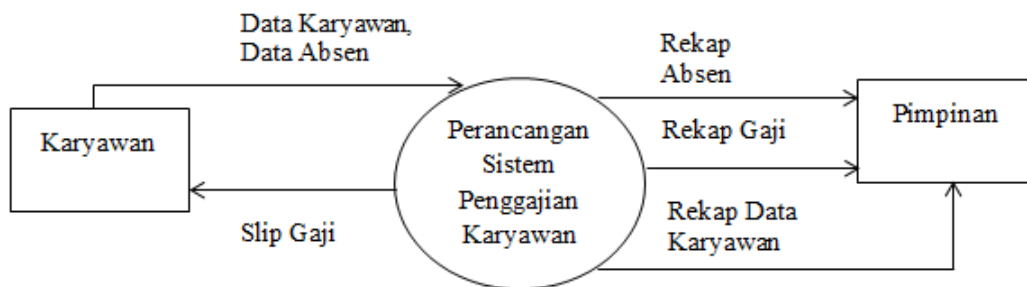 Data Karyawan,
Data Absen
Karyawan
Slip Gaji
Perancangan
Sistem
Penggajian
Karyawan
Rekap
Absen
Rekap Gaji
Rekap Data
Karyawan
Pimpinan